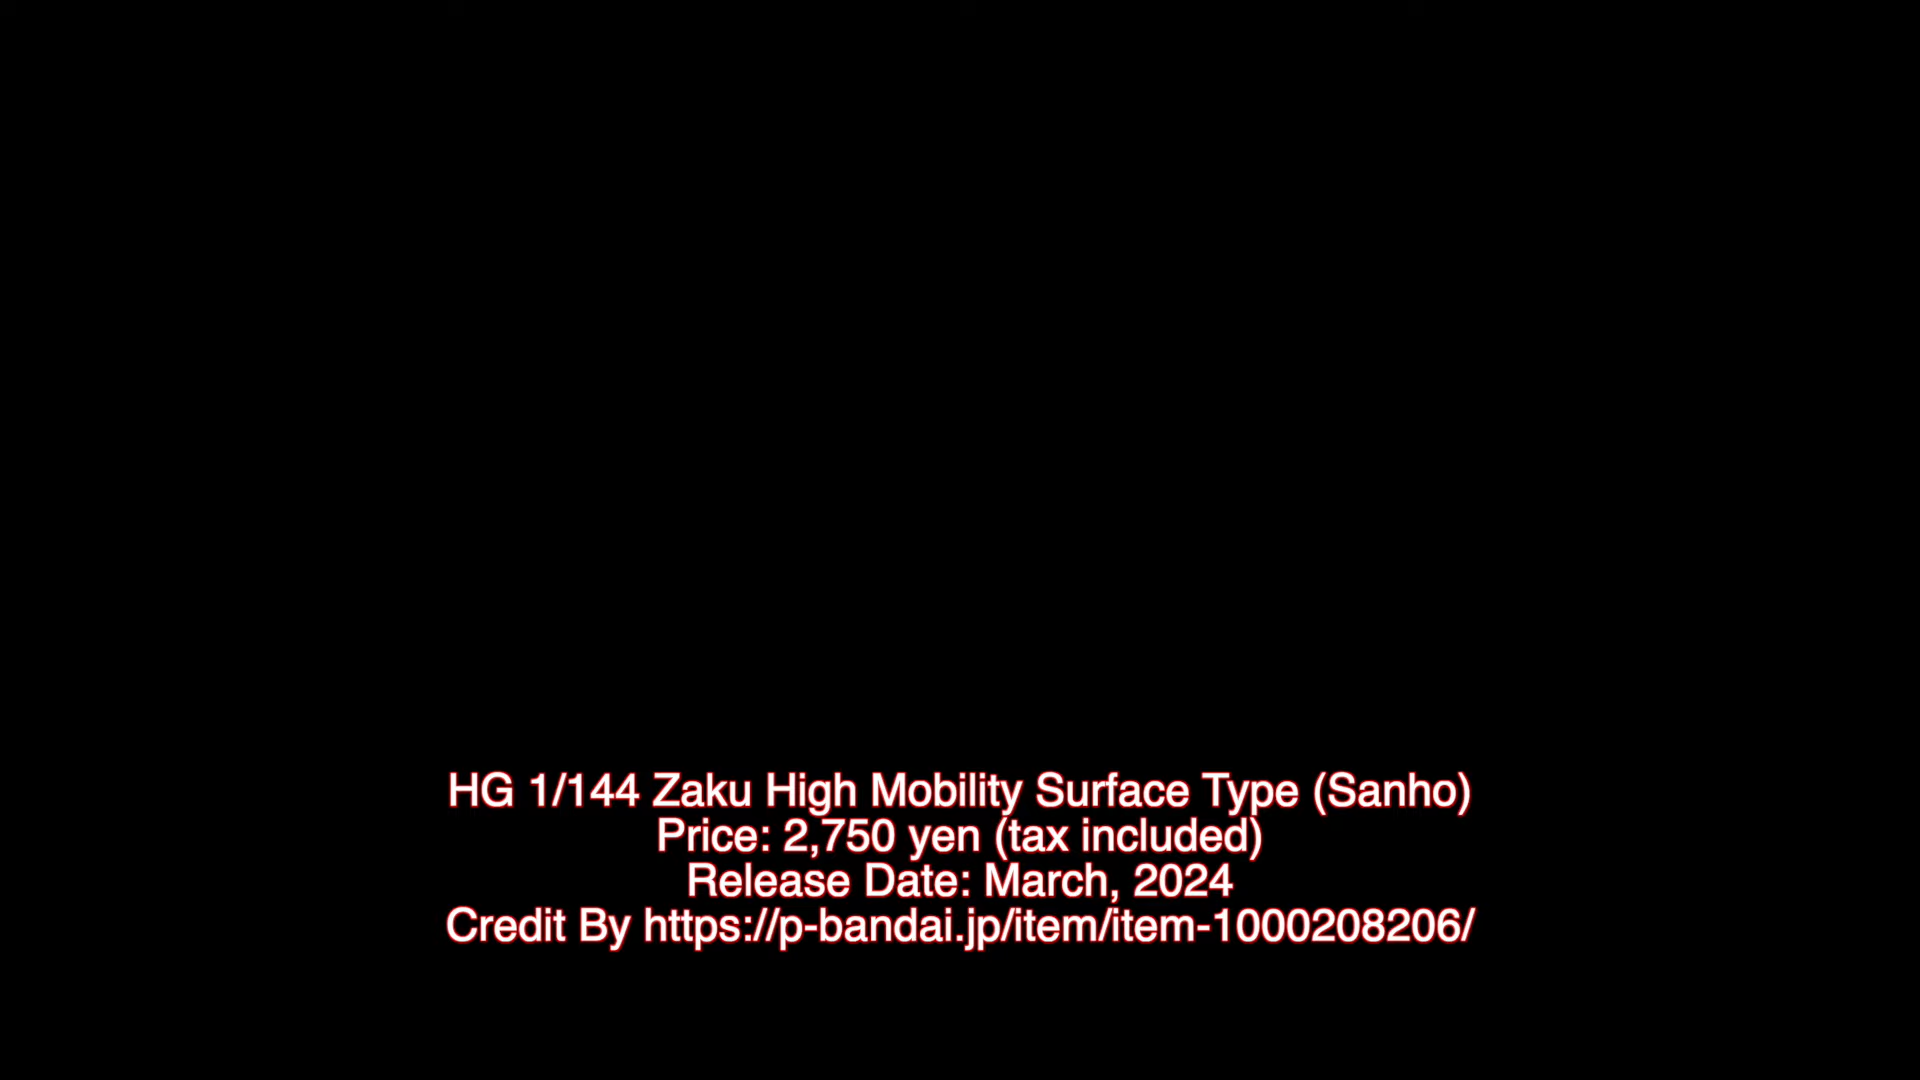 HG 1/144 Zaku High Mobility Surface Type (Sanho)
Price: 2,750 yen (tax included)
Release Date: March, 2024
Credit By https://p-bandai.jp/item/item-1000208206/